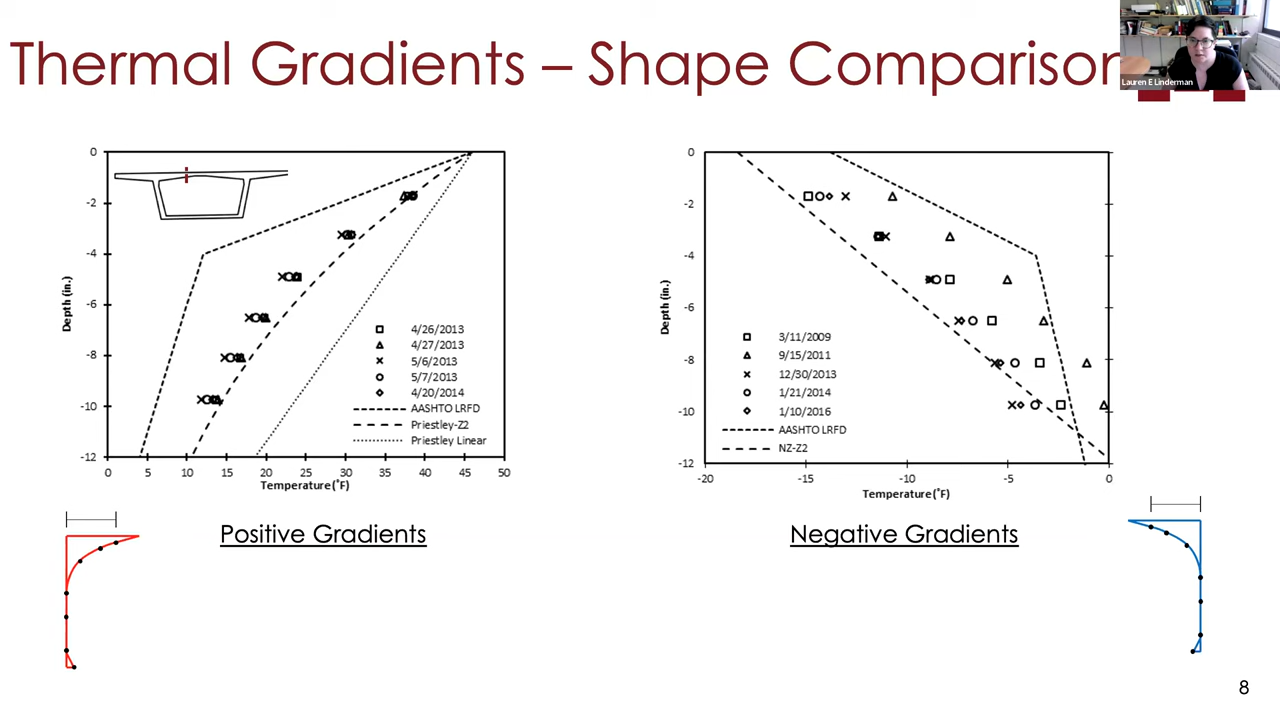 Thermal Gradients – Shape Comparison
Lauren E Linderman
0
-2
-4
-6
-8
-10
-12
Depth (in.)
0 5 10 15 20 25 30 35 40 45 50
Temperature(˚F)
4/26/2013
4/27/2013
5/6/2013
5/7/2013
4/20/2014
AASHTO LRFD
Priestley-Z2
Priestley Linear
Positive Gradients
0
-2
-4
-6
-8
-10
-12
Depth (in.)
-20 -15 -10 -5 0
Temperature(˚F)
3/11/2009
9/15/2011
12/30/2013
1/21/2014
1/10/2016
AASHTO LRFD
NZ-Z2
Negative Gradients
8